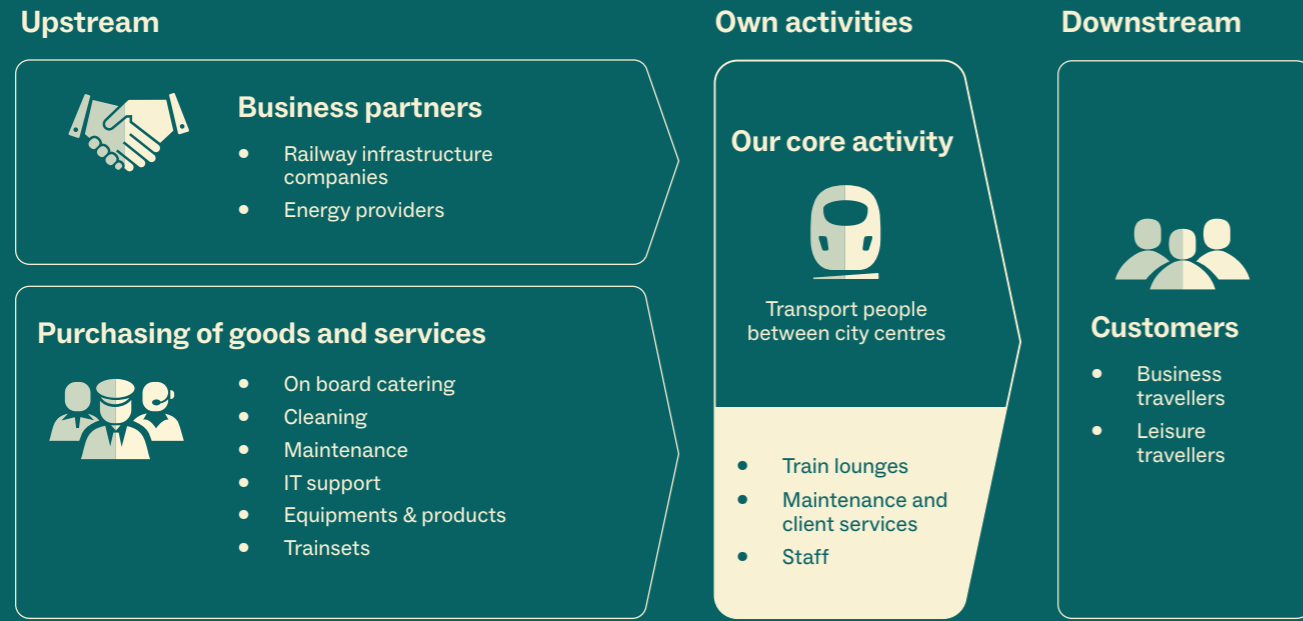 Upstream
Business partners
• Railway infrastructure
companies
• Energy providers
Purchasing of goods and services
• On board catering
• Cleaning
• Maintenance
• IT support
• Equipments & products
• Trainsets
Own activities
Our core activity
Transport people
between city centres
• Train lounges
• Maintenance and
client services
• Staff
Downstream
Customers
• Business
travellers
• Leisure
travellers